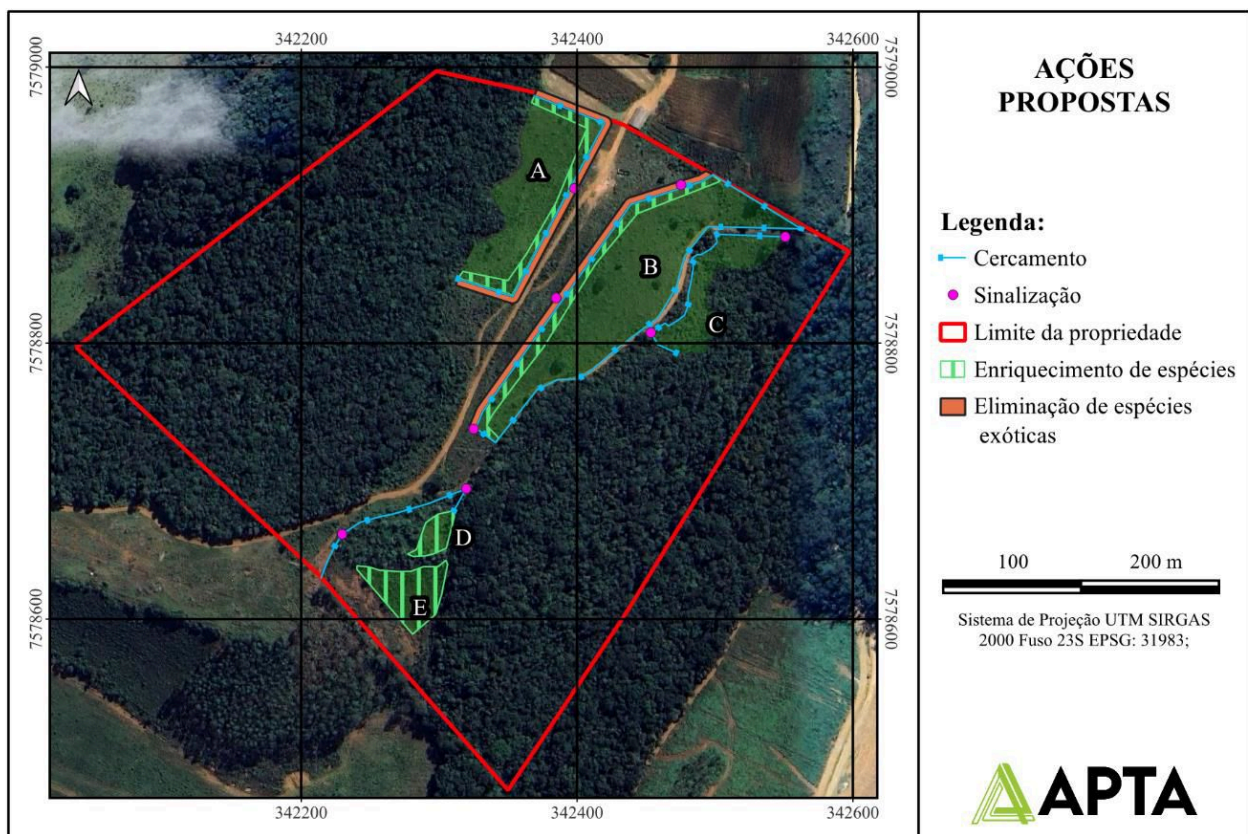 342200
342400
342600
7579000
7579000
7578800
7578800
7578600
7578600
342200
342400
342600
A
B
C
D
E
AÇÕES
PROPOSTAS
Legenda:
Cercamento
Sinalização
Limite da propriedade
Enriquecimento de espécies
Eliminação de espécies
exóticas
100 200 m
Sistema de Projeção UTM SIRGAS
2000 Fuso 23S EPSG: 31983;
APTA